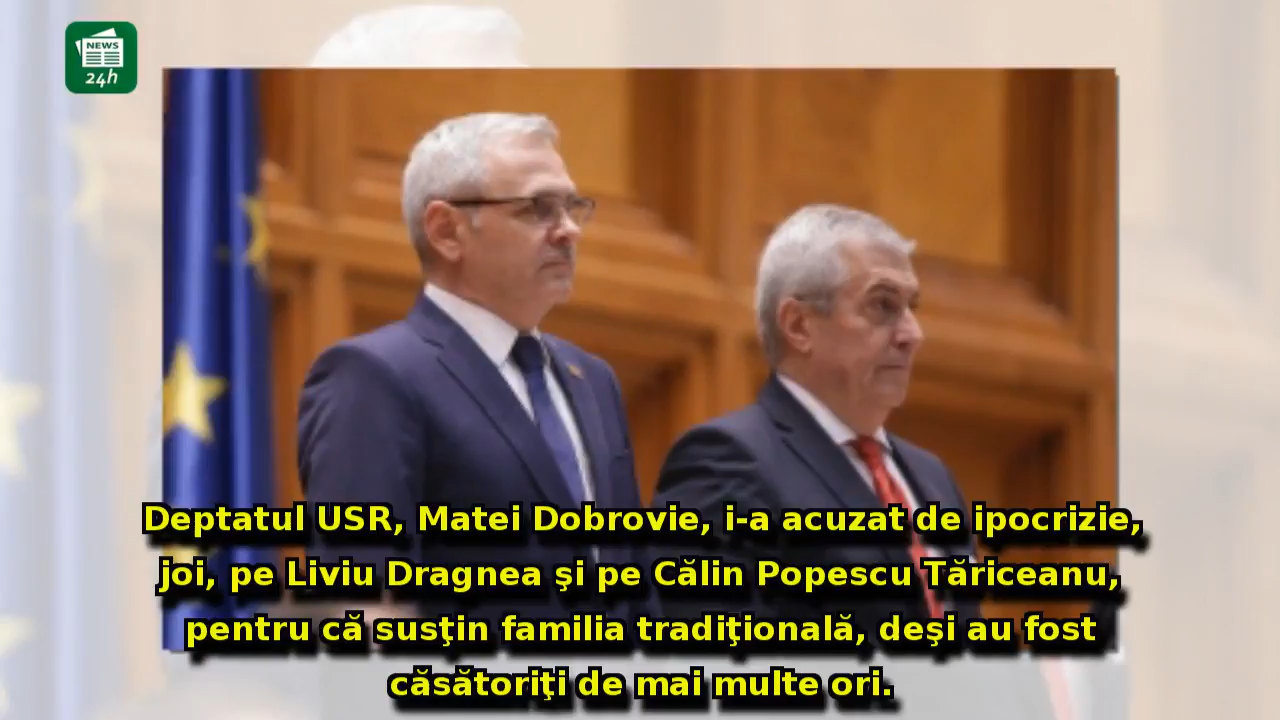 NEWS
24h
Deptatul USR, Matei Dobrovie, i-a acuzat de ipocrizie,
joi, pe Liviu Dragnea şi pe Călin Popescu Tăriceanu,
pentru că susţin familia tradiţională, deşi au fost
căsătoriţi de mai multe ori.